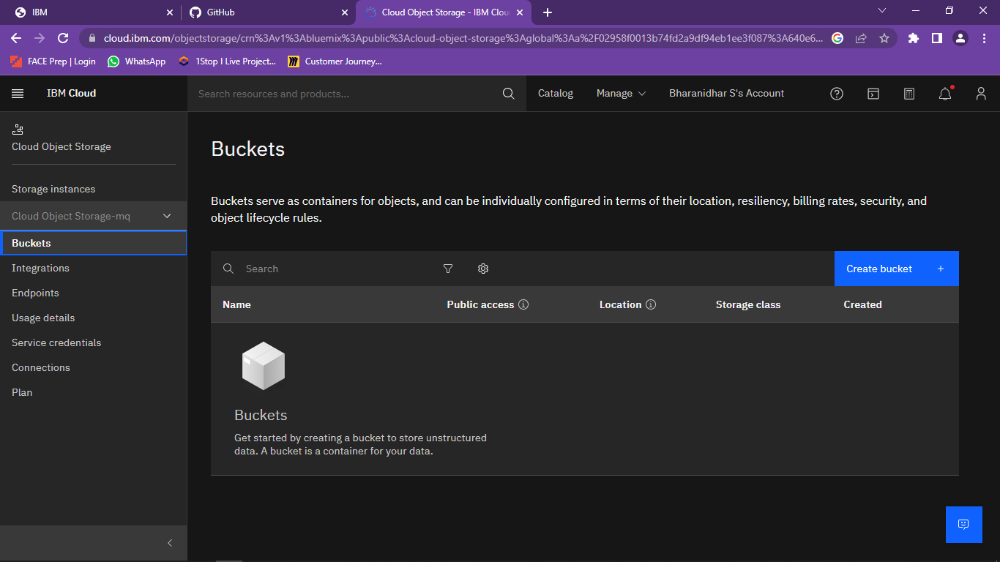 IBM
GitHub
Cloud Object Storage - IBM Clou
cloud.ibm.com/objectstorage/crn%3Av1%3Abluemix%3Apublic%3Acloud-object-storage%3Aglobal%3Aa%2F02958f0013b74fd2a9df94eb1ee3f087%3A640e6...
FACE Prep | Login
WhatsApp
1Stop I Live Project...
Customer Journey...
IBM Cloud
Search resources and products...
Catalog
Manage
Bharanidhar S's Account
Cloud Object Storage
Storage instances
Cloud Object Storage-mq
Buckets
Integrations
Endpoints
Usage details
Service credentials
Connections
Plan
Buckets
Buckets serve as containers for objects, and can be individually configured in terms of their location, resiliency, billing rates, security, and
object lifecycle rules.
Search
Create bucket +
Name
Public access
Location
Storage class
Created
Buckets
Get started by creating a bucket to store unstructured
data. A bucket is a container for your data.